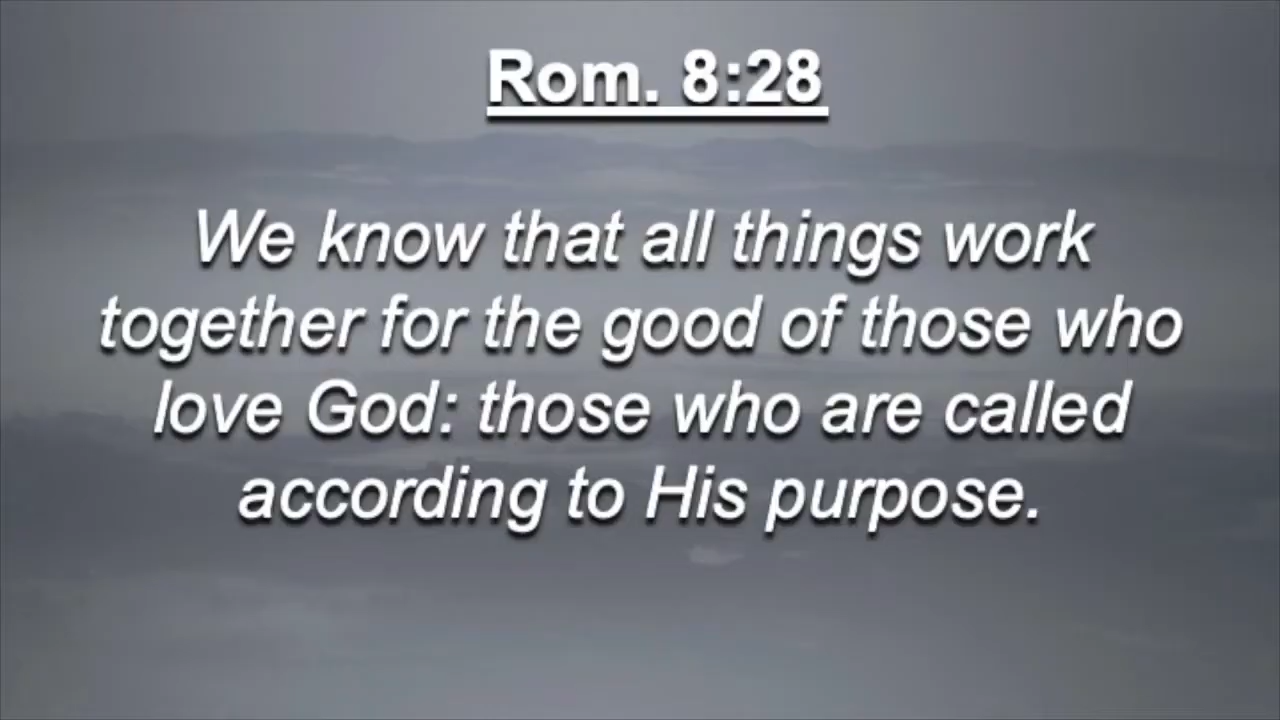 Rom. 8:28
We know that all things work
together for the good of those who
love God: those who are called
according to His purpose.